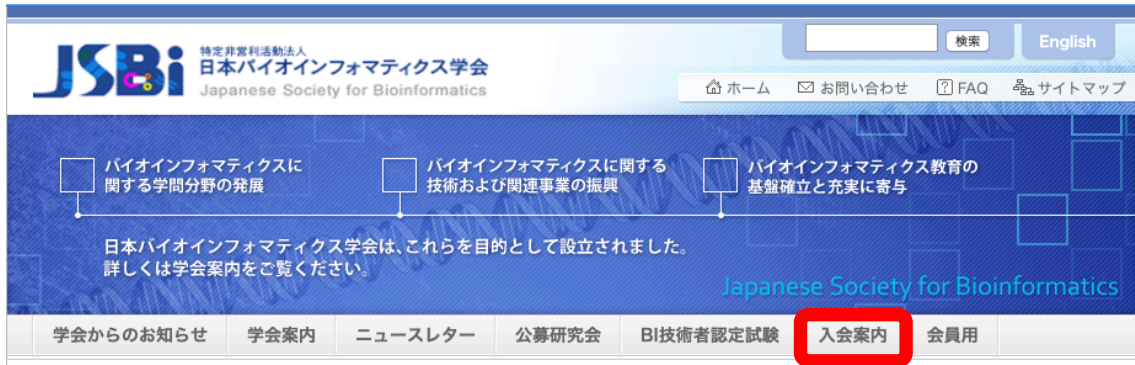 検索
English
JSBi
特定非営利活動法人
日本バイオインフォマティクス学会
Japanese Society for Bioinformatics
ホーム お問い合わせ ? FAQ サイトマップ
バイオインフォマティクスに
関する学問分野の発展
バイオインフォマティクスに関する
技術および関連事業の振興
バイオインフォマティクス教育の
基盤確立と充実に寄与
日本バイオインフォマティクス学会は、これらを目的として設立されました。
詳しくは学会案内をご覧ください。
Japanese Society for Bioinformatics
学会からのお知らせ 学会案内 ニュースレター 公募研究会 BI技術者認定試験 入会案内 会員用